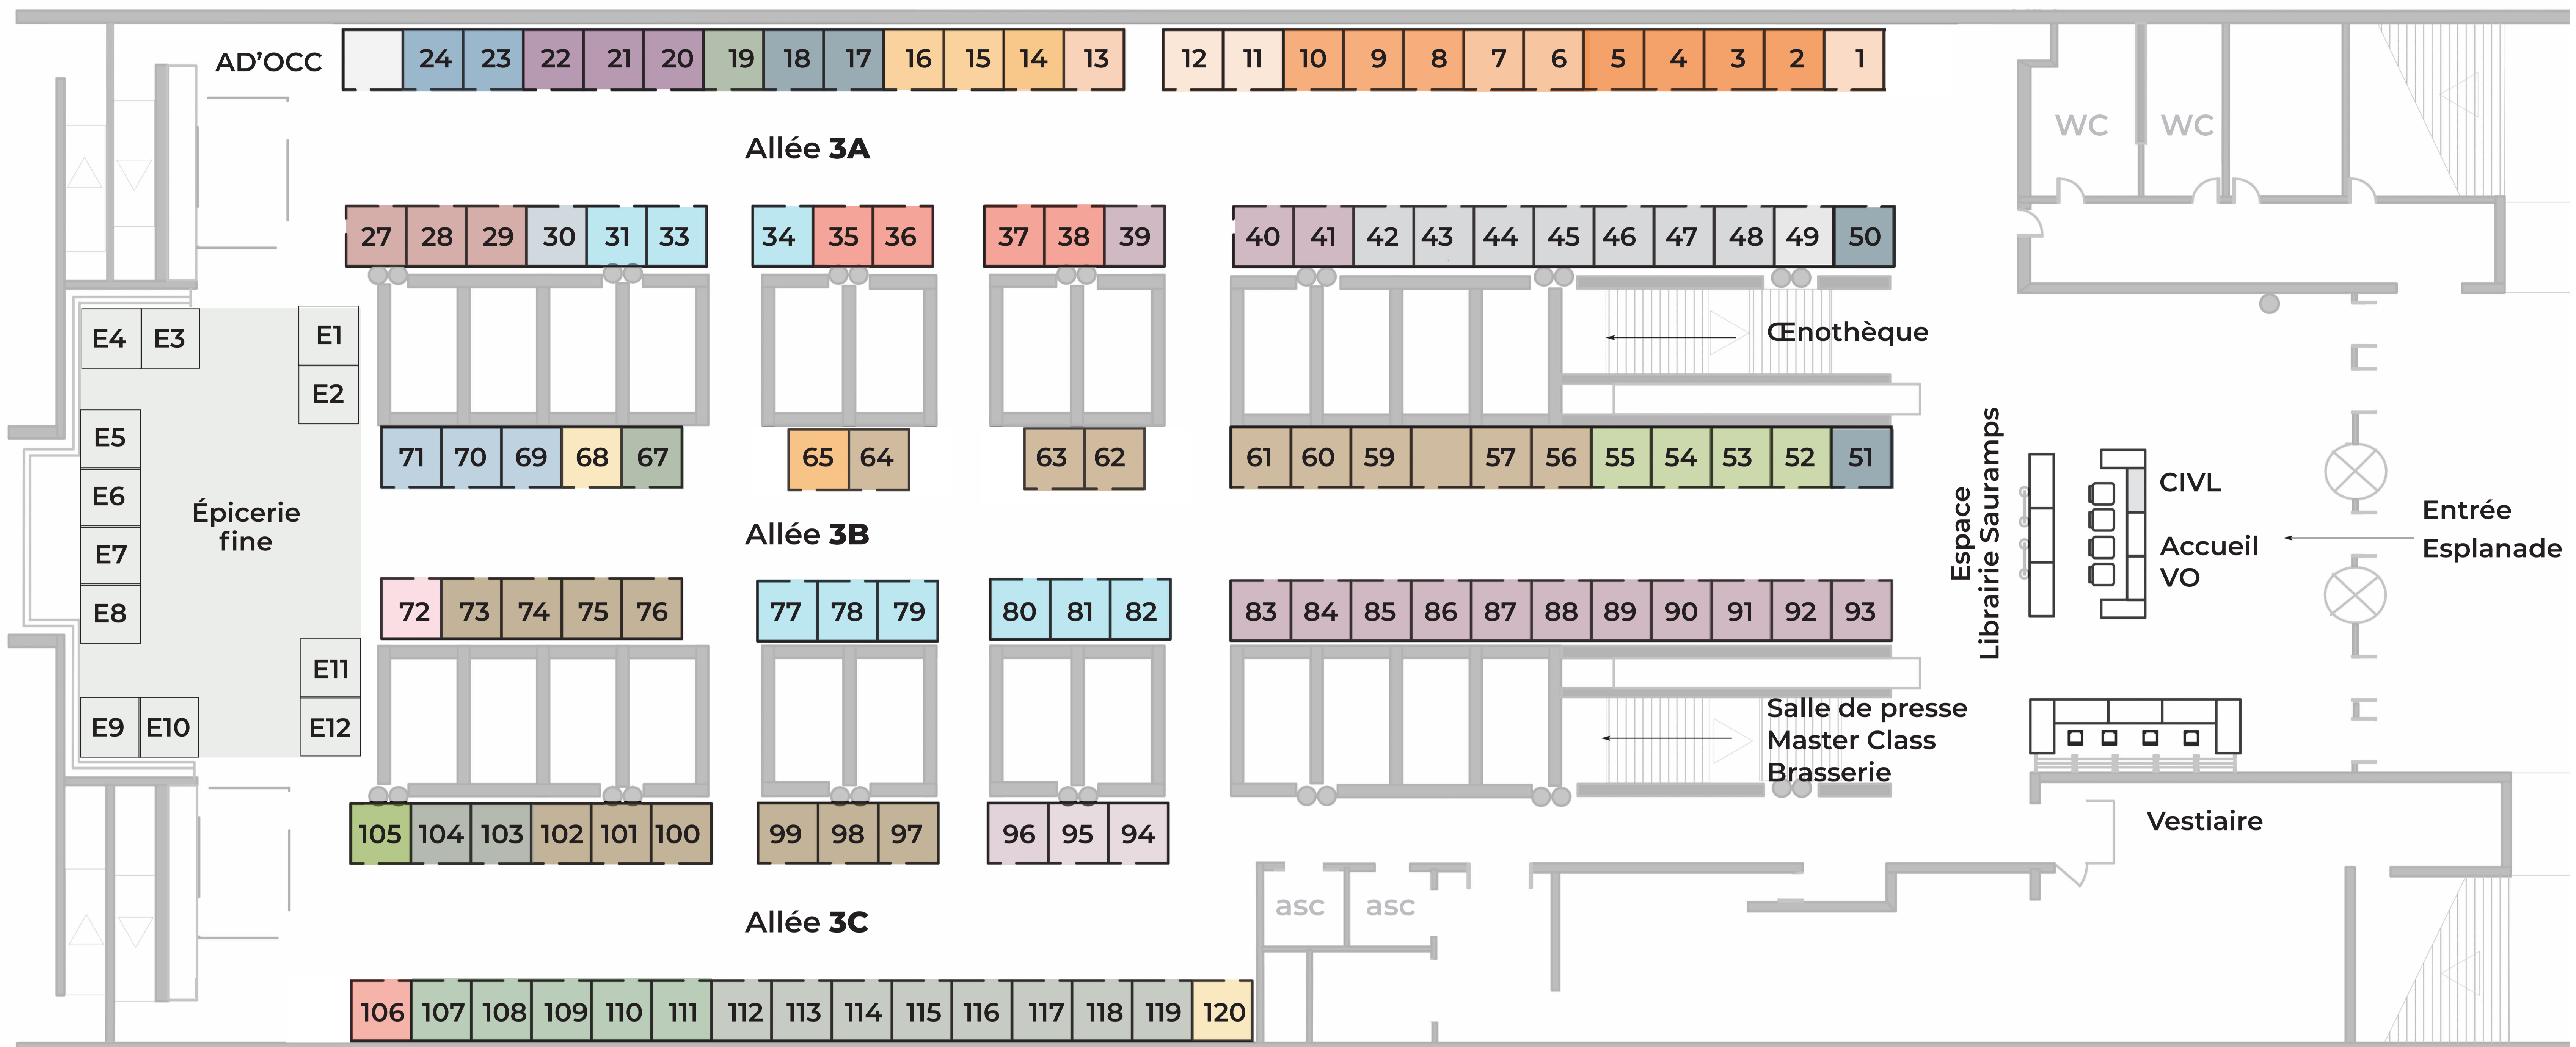 AD'OCC 24 23 22 21 20 19 18 17 16 15 14 13 12 11 10 9 8 7 6 5 4 3 2 1
WC WC
Allée 3A
27 28 29 30 31 33 34 35 36 37 38 39 40 41 42 43 44 45 46 47 48 49 50
E4 E3 E1
E2
Œnothèque
E5
E6
E7
E8
Épicerie
fine
71 70 69 68 67 65 64 63 62 61 60 59 57 56 55 54 53 52 51
Allée 3B
Espace
Librairie Sauramps
CIVL
Accueil
VO
Entrée
Esplanade
72 73 74 75 76 77 78 79 80 81 82 83 84 85 86 87 88 89 90 91 92 93
E11
E9 E10 E12
Salle de presse
Master Class
Brasserie
Vestiaire
105 104 103 102 101 100 99 98 97 96 95 94
asc asc
Allée 3C
106 107 108 109 110 111 112 113 114 115 116 117 118 119 120